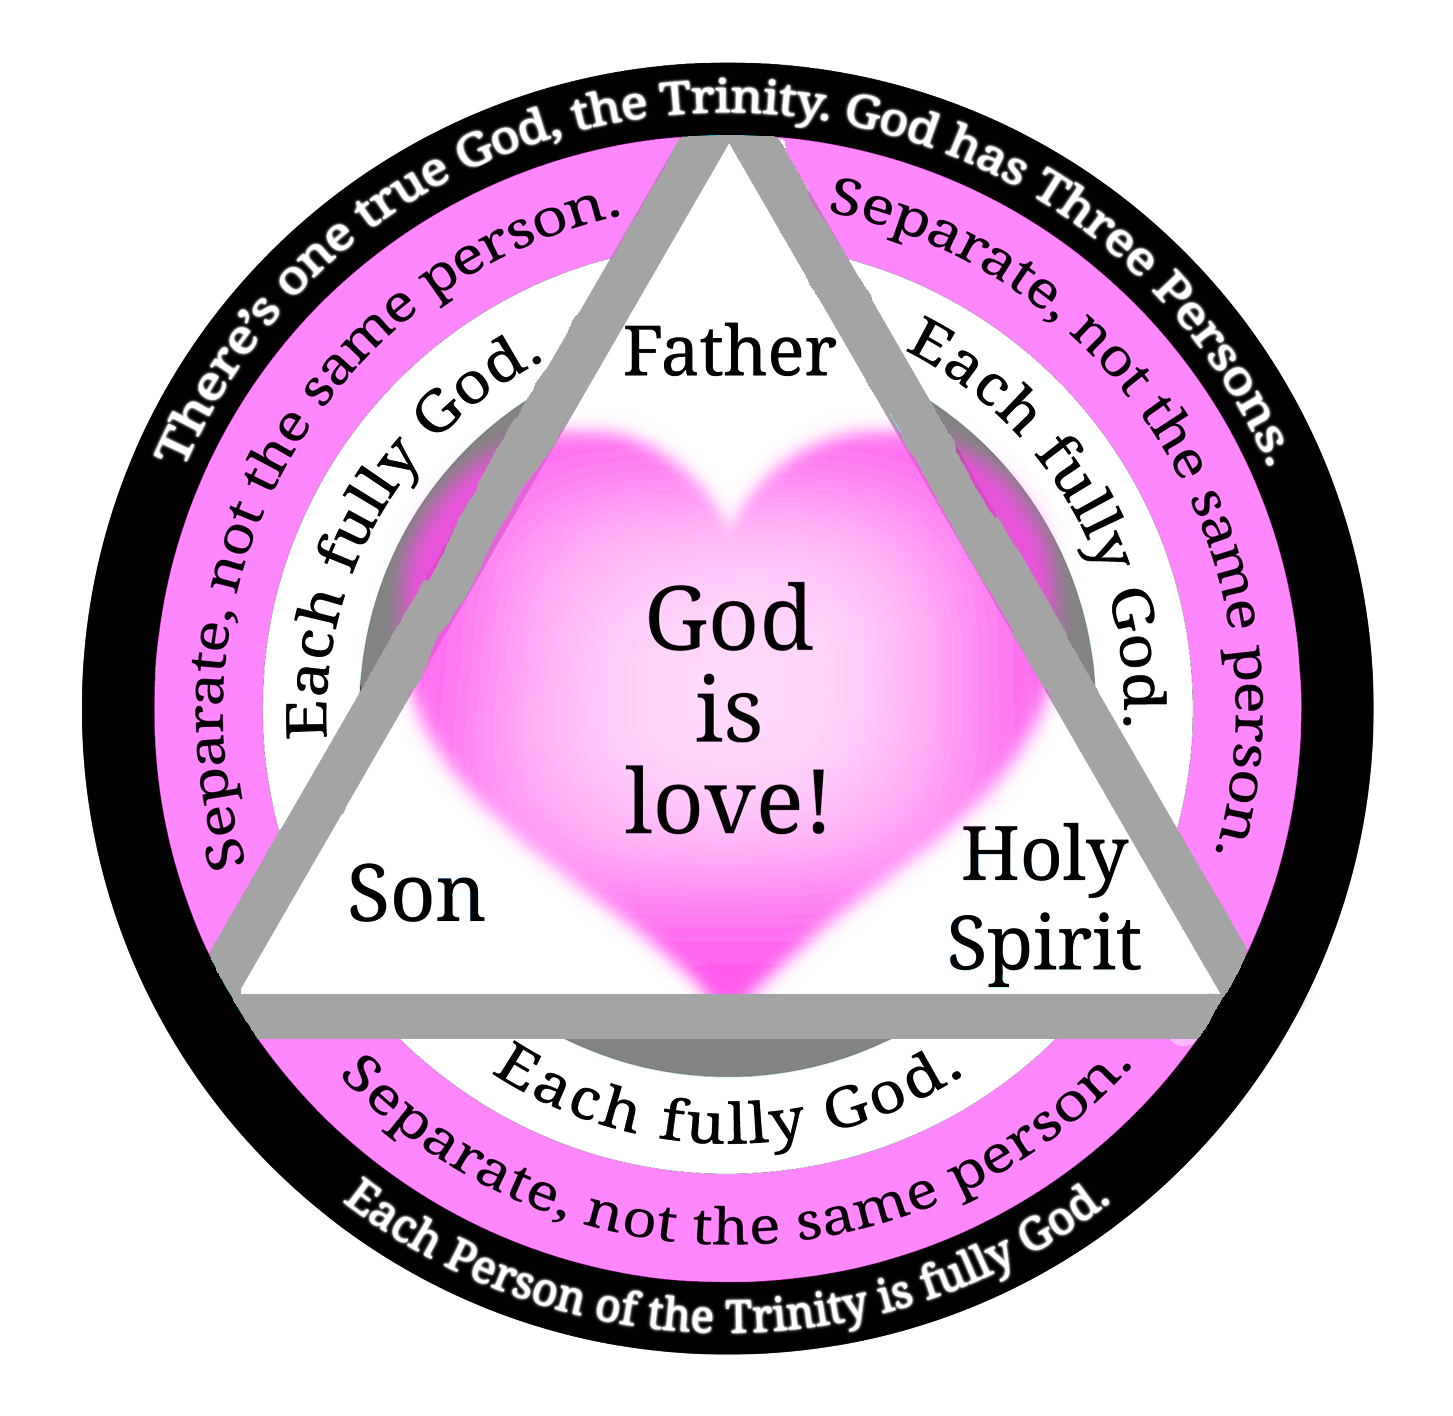 There's one true God, the Trinity. God has Three Persons.
Separate, not the same person.
Separate, not the same person.
Each fully God.
Each fully God.
Father
God
is
love!
Son
Holy
Spirit
Each fully God.
Separate, not the same person.
Each Person of the Trinity is fully God.